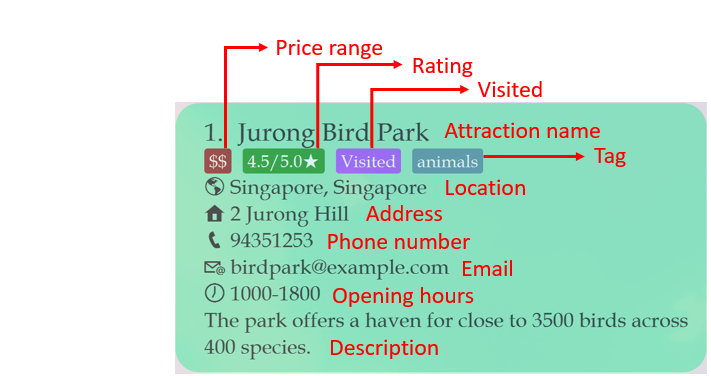 Price range
Rating
Visited
1. Jurong Bird Park Attraction name
$$ 4.5/5.0★ Visited animals Tag
Singapore, Singapore Location
2 Jurong Hill Address
94351253 Phone number
birdpark@example.com Email
1000-1800 Opening hours
The park offers a haven for close to 3500 birds across
400 species. Description